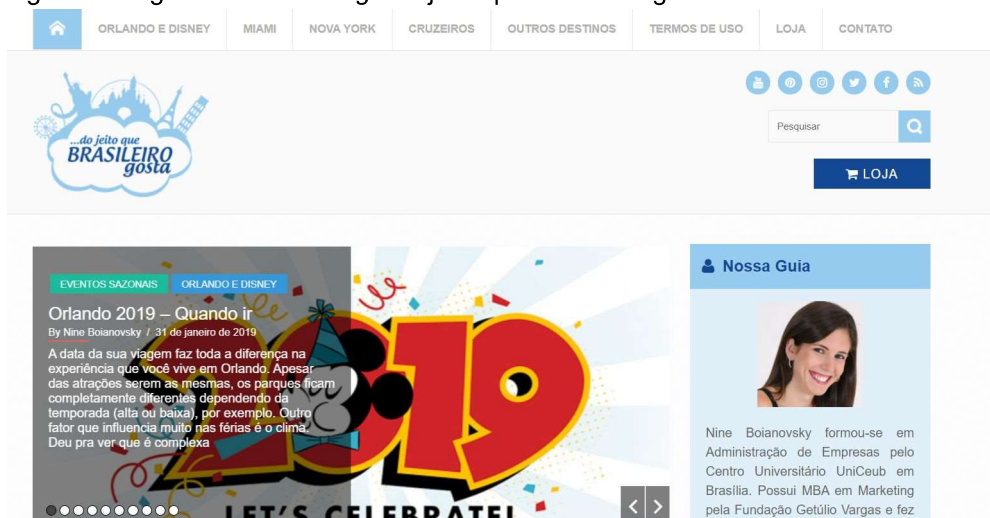 ORLANDO E DISNEY MIAMI NOVA YORK CRUZEIROS OUTROS DESTINOS TERMOS DE USO LOJA CONTATO
...do jeito que
BRASILEIRO
gosta
Pesquisar
LOJA
EVENTOS SAZONAIS ORLANDO E DISNEY
Orlando 2019 – Quando ir
By Nine Boianovsky / 31 de janeiro de 2019
A data da sua viagem faz toda a diferença na
experiência que você vive em Orlando. Apesar
das atrações serem as mesmas, os parques ficam
completamente diferentes dependendo da
temporada (alta ou baixa), por exemplo. Outro
fator que influencia muito nas férias é o clima.
Deu pra ver que é complexa
2019
LET'S CELEBRATE!
Nossa Guia
Nine Boianovsky formou-se em
Administração de Empresas pelo
Centro Universitário UniCeub em
Brasília. Possui MBA em Marketing
pela Fundação Getúlio Vargas e fez